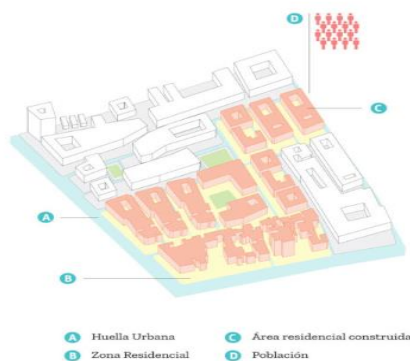 D
C
A
B
A Huella Urbana
C Área residencial construida
B Zona Residencial
D Población